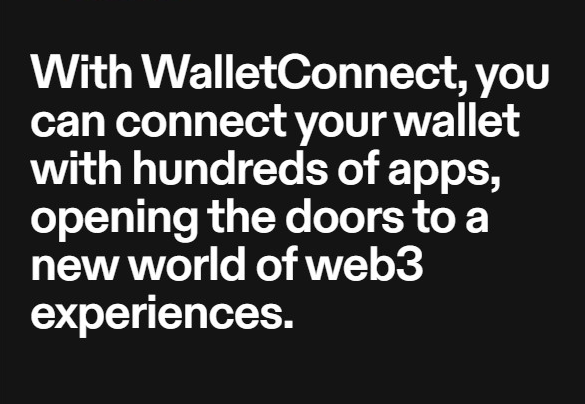 With WalletConnect, you
can connect your wallet
with hundreds of apps,
opening the doors to a
new world of web3
experiences.